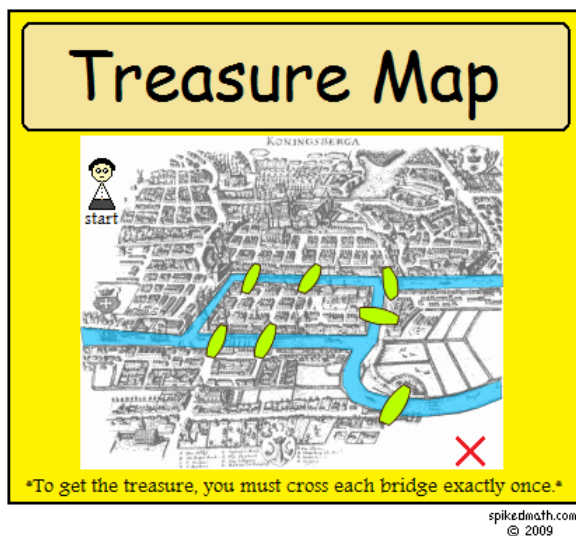 Treasure Map
KONINGSBERGA
start
*To get the treasure, you must cross each bridge exactly once.*
spikedmath.com
© 2009